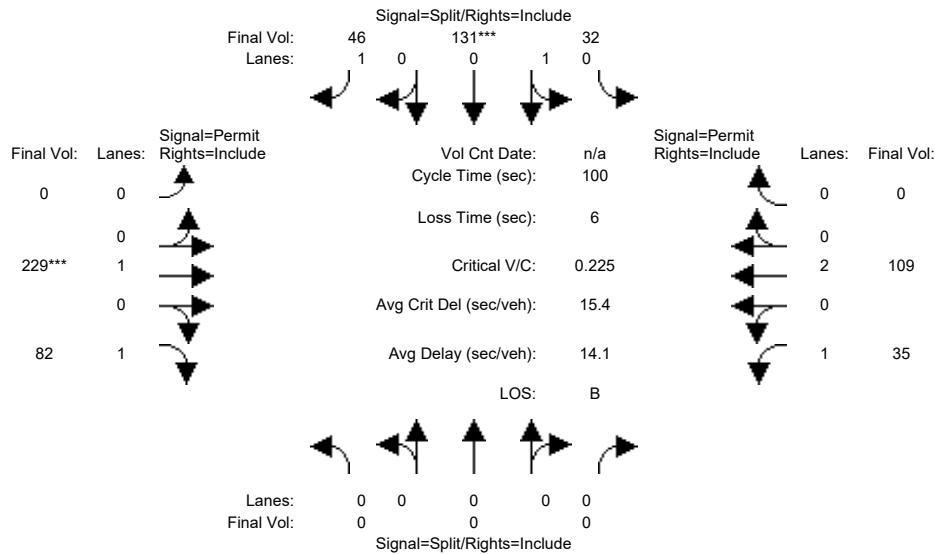 Signal=Split/Rights=Include
Final Vol: 46 131*** 32
Lanes: 1 0 0 1 0
Signal=Permit Signal=Permit
Final Vol: Lanes: Rights=Include Vol Cnt Date: n/a Rights=Include Lanes: Final Vol:
Cycle Time (sec): 100
0 0 0 0
Loss Time (sec): 6
0 0
229*** 1 Critical V/C: 0.225 2 109
0 Avg Crit Del (sec/veh): 15.4 0
82 1 Avg Delay (sec/veh): 14.1 1 35
LOS: B
Lanes: 0 0 0 0 0
Final Vol: 0 0 0
Signal=Split/Rights=Include